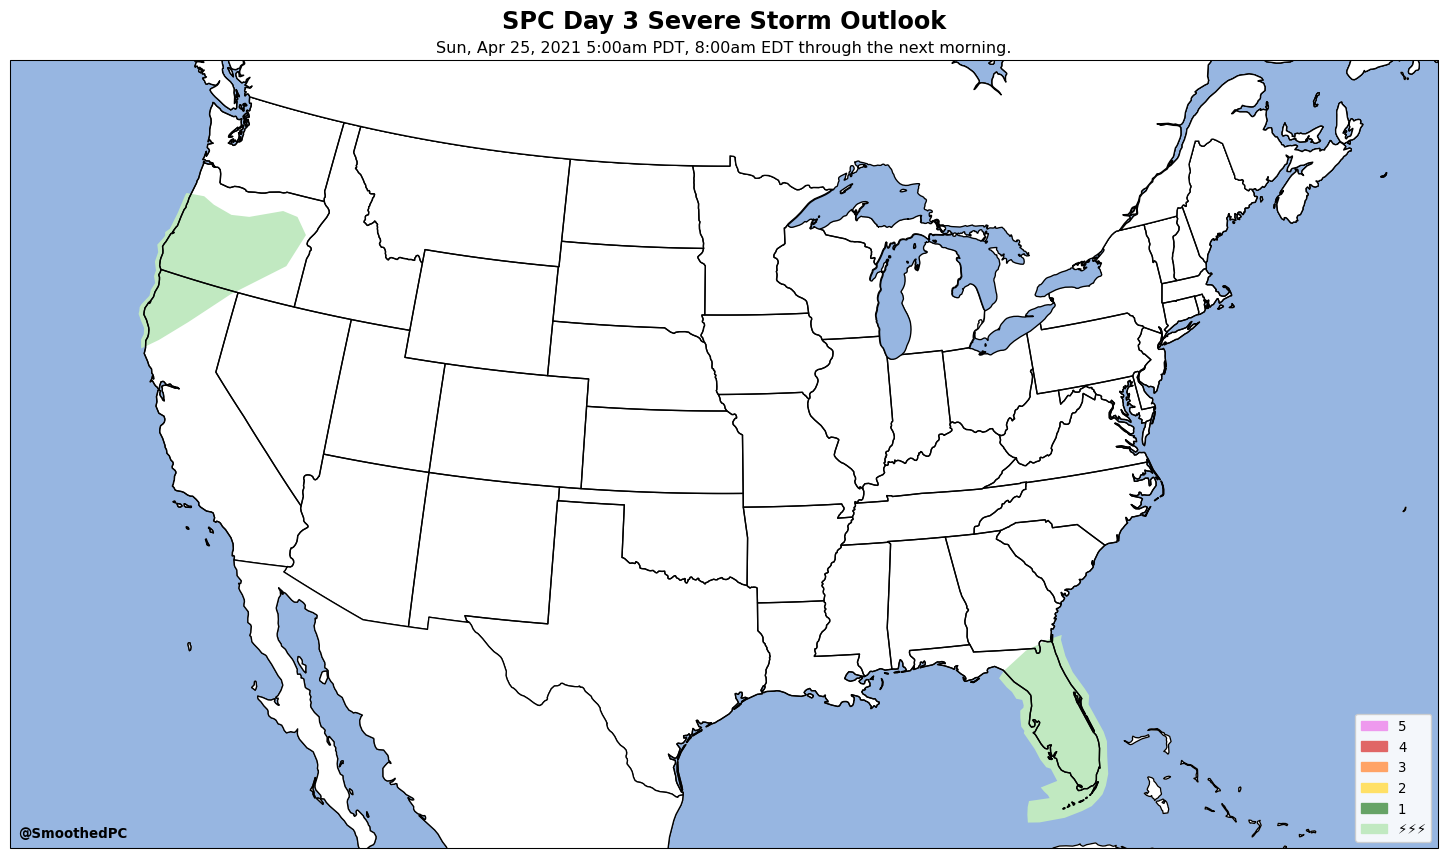 SPC Day 3 Severe Storm Outlook
Sun, Apr 25, 2021 5:00am PDT, 8:00am EDT through the next morning.
5
4
3
2
1
⚡⚡⚡
@SmoothedPC